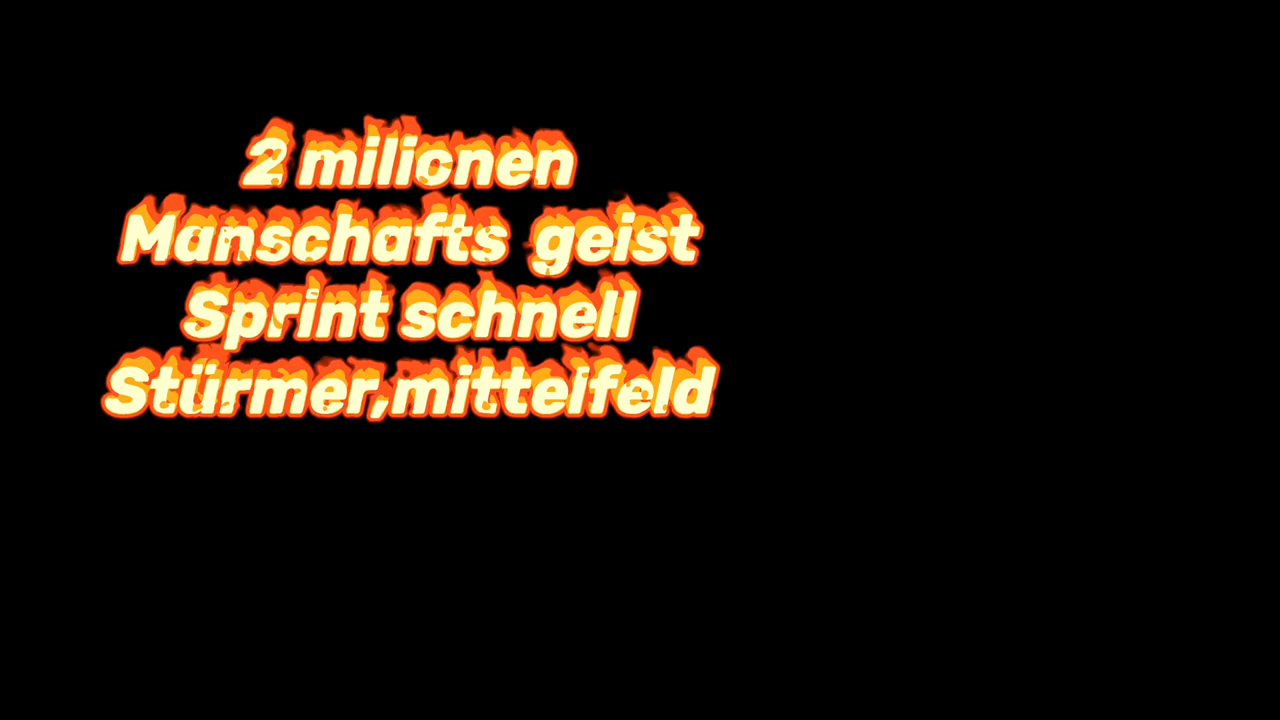 2 milionen
Manschafts geist
Sprint schnell
Stürmer,mittelfeld